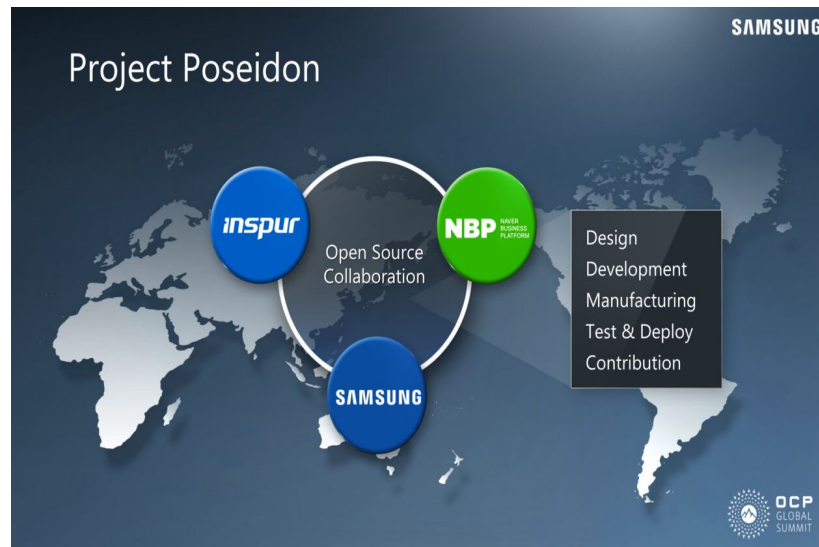 SAMSUNG
Project Poseidon
inspur
NBP NAVER
BUSINESS
PLATFORM
Open Source
Collaboration
SAMSUNG
Design
Development
Manufacturing
Test & Deploy
Contribution
OCP
GLOBAL
SUMMIT